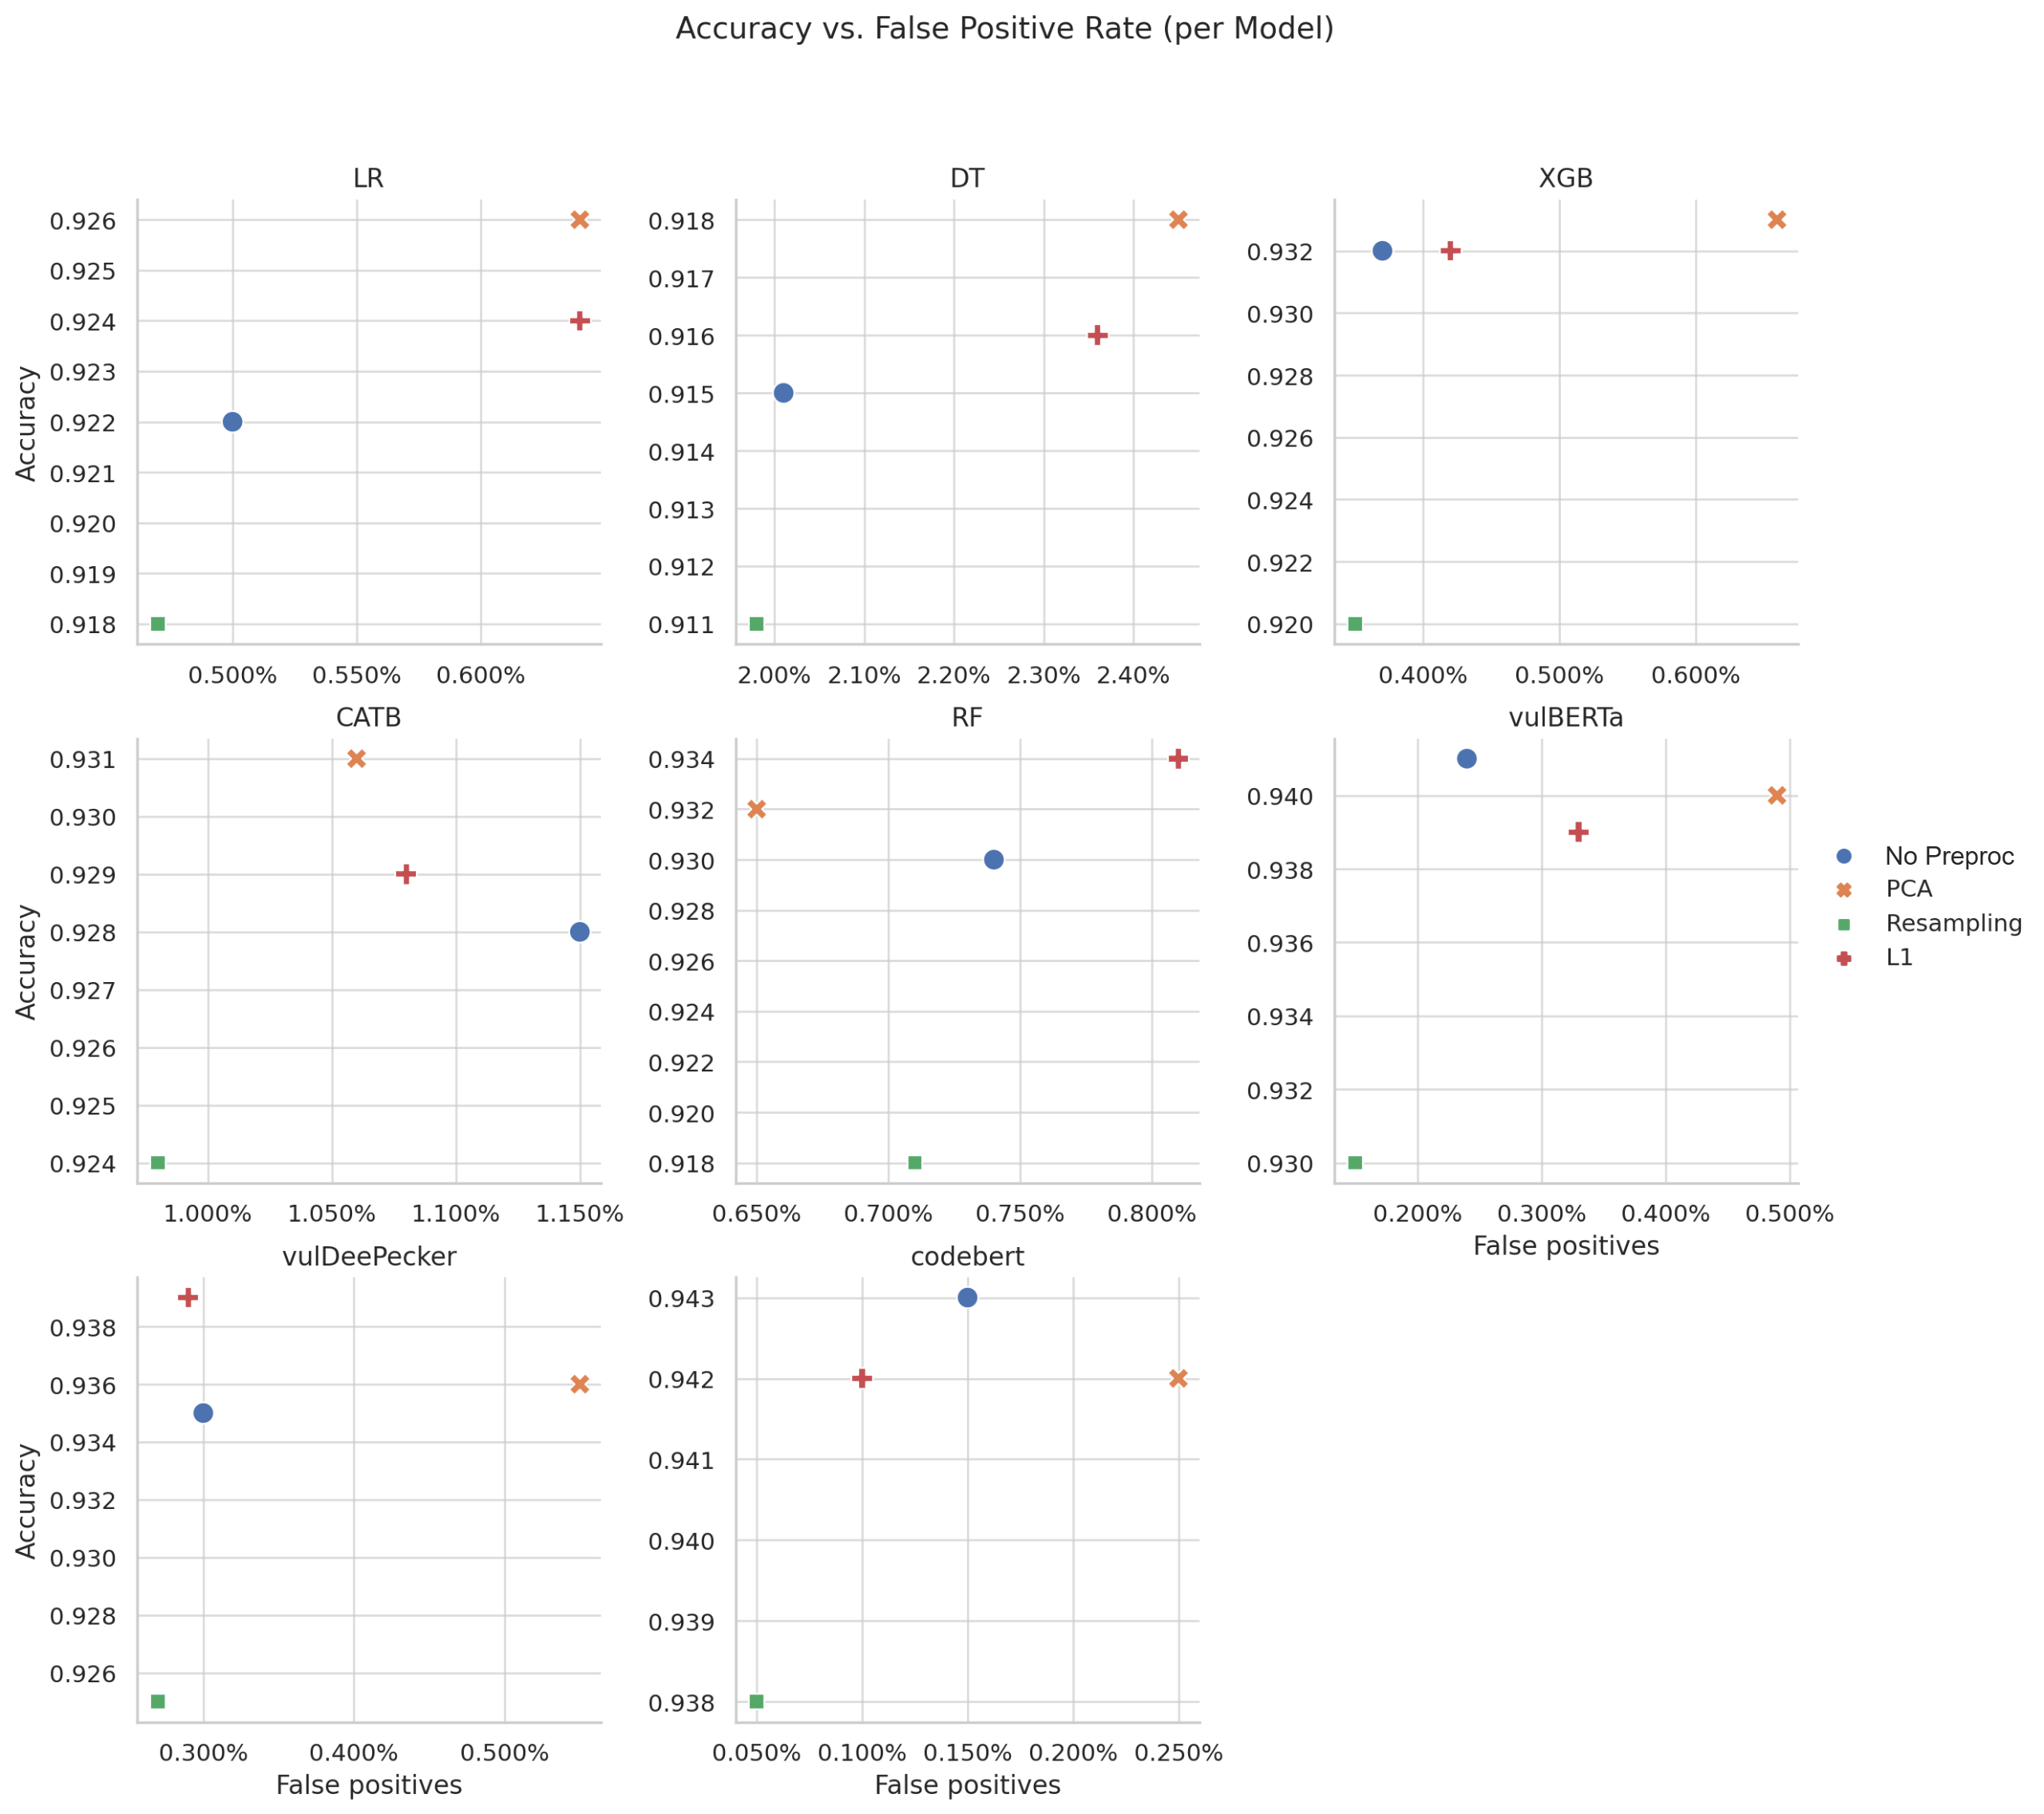 Accuracy vs. False Positive Rate (per Model)
LR
DT
XGB
Accuracy
0.926
0.925
0.924
0.923
0.922
0.921
0.920
0.919
0.918
0.500% 0.550% 0.600%
0.918
0.917
0.916
0.915
0.914
0.913
0.912
0.911
2.00% 2.10% 2.20% 2.30% 2.40%
0.932
0.930
0.928
0.926
0.924
0.922
0.920
0.400% 0.500% 0.600%
CATB
RF
vulBERTa
Accuracy
0.931
0.930
0.929
0.928
0.927
0.926
0.925
0.924
1.000% 1.050% 1.100% 1.150%
0.934
0.932
0.930
0.928
0.926
0.924
0.922
0.920
0.918
0.650% 0.700% 0.750% 0.800%
0.940
0.938
0.936
0.934
0.932
0.930
0.200% 0.300% 0.400% 0.500%
False positives
No Preproc
PCA
Resampling
L1
vulDeePecker
codebert
Accuracy
0.938
0.936
0.934
0.932
0.930
0.928
0.926
0.300% 0.400% 0.500%
False positives
0.943
0.942
0.941
0.940
0.939
0.938
0.050% 0.100% 0.150% 0.200% 0.250%
False positives